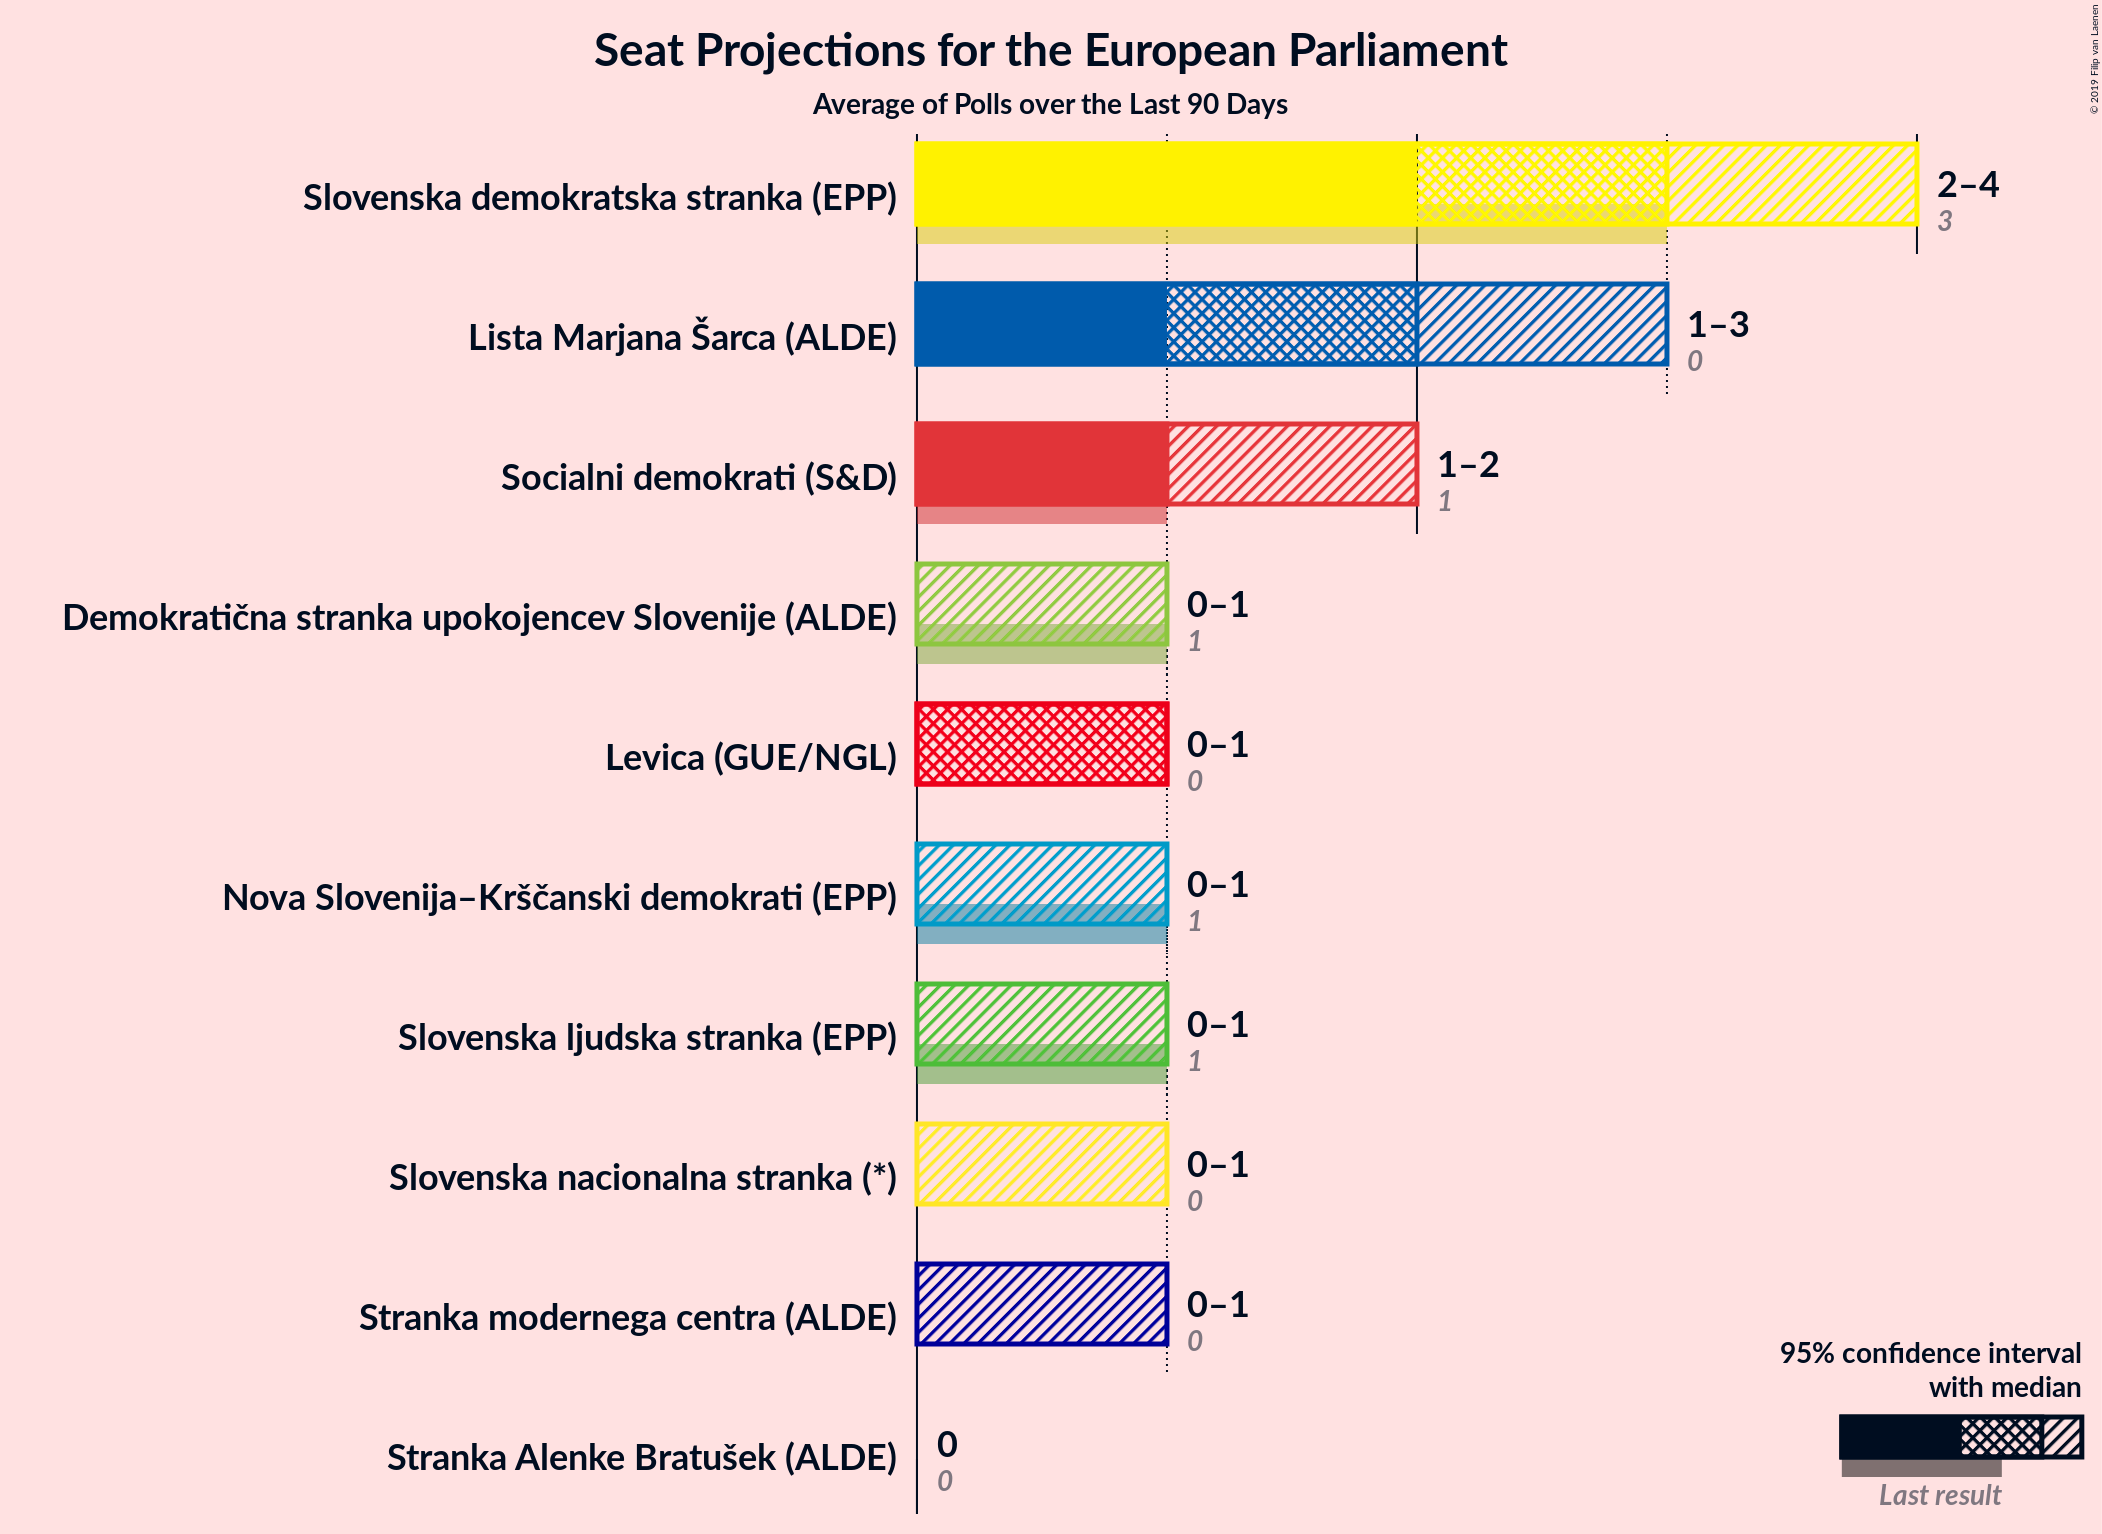 Seat Projections for the European Parliament
Average of Polls over the Last 90 Days
© 2019 Filip van Laenen
Slovenska demokratska stranka (EPP)
2–4
3
Lista Marjana Šarca (ALDE)
1–3
0
Socialni demokrati (S&D)
1–2
1
Demokratična stranka upokojencev Slovenije (ALDE)
0–1
1
Levica (GUE/NGL)
0–1
0
Nova Slovenija–Krščanski demokrati (EPP)
0–1
1
Slovenska ljudska stranka (EPP)
0–1
1
Slovenska nacionalna stranka (*)
0–1
0
Stranka modernega centra (ALDE)
0–1
0
Stranka Alenke Bratušek (ALDE)
0
0
95% confidence interval
with median
Last result